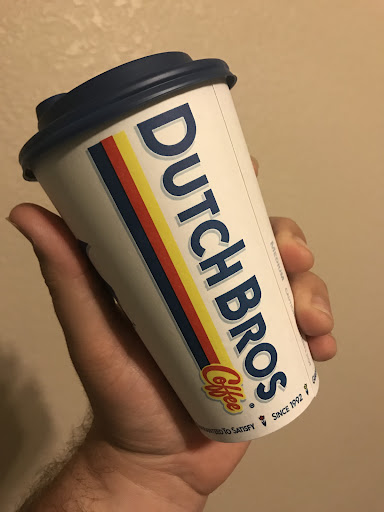 DUTCH BROS
Coffee®
TO SATISFY
SINCE 1992